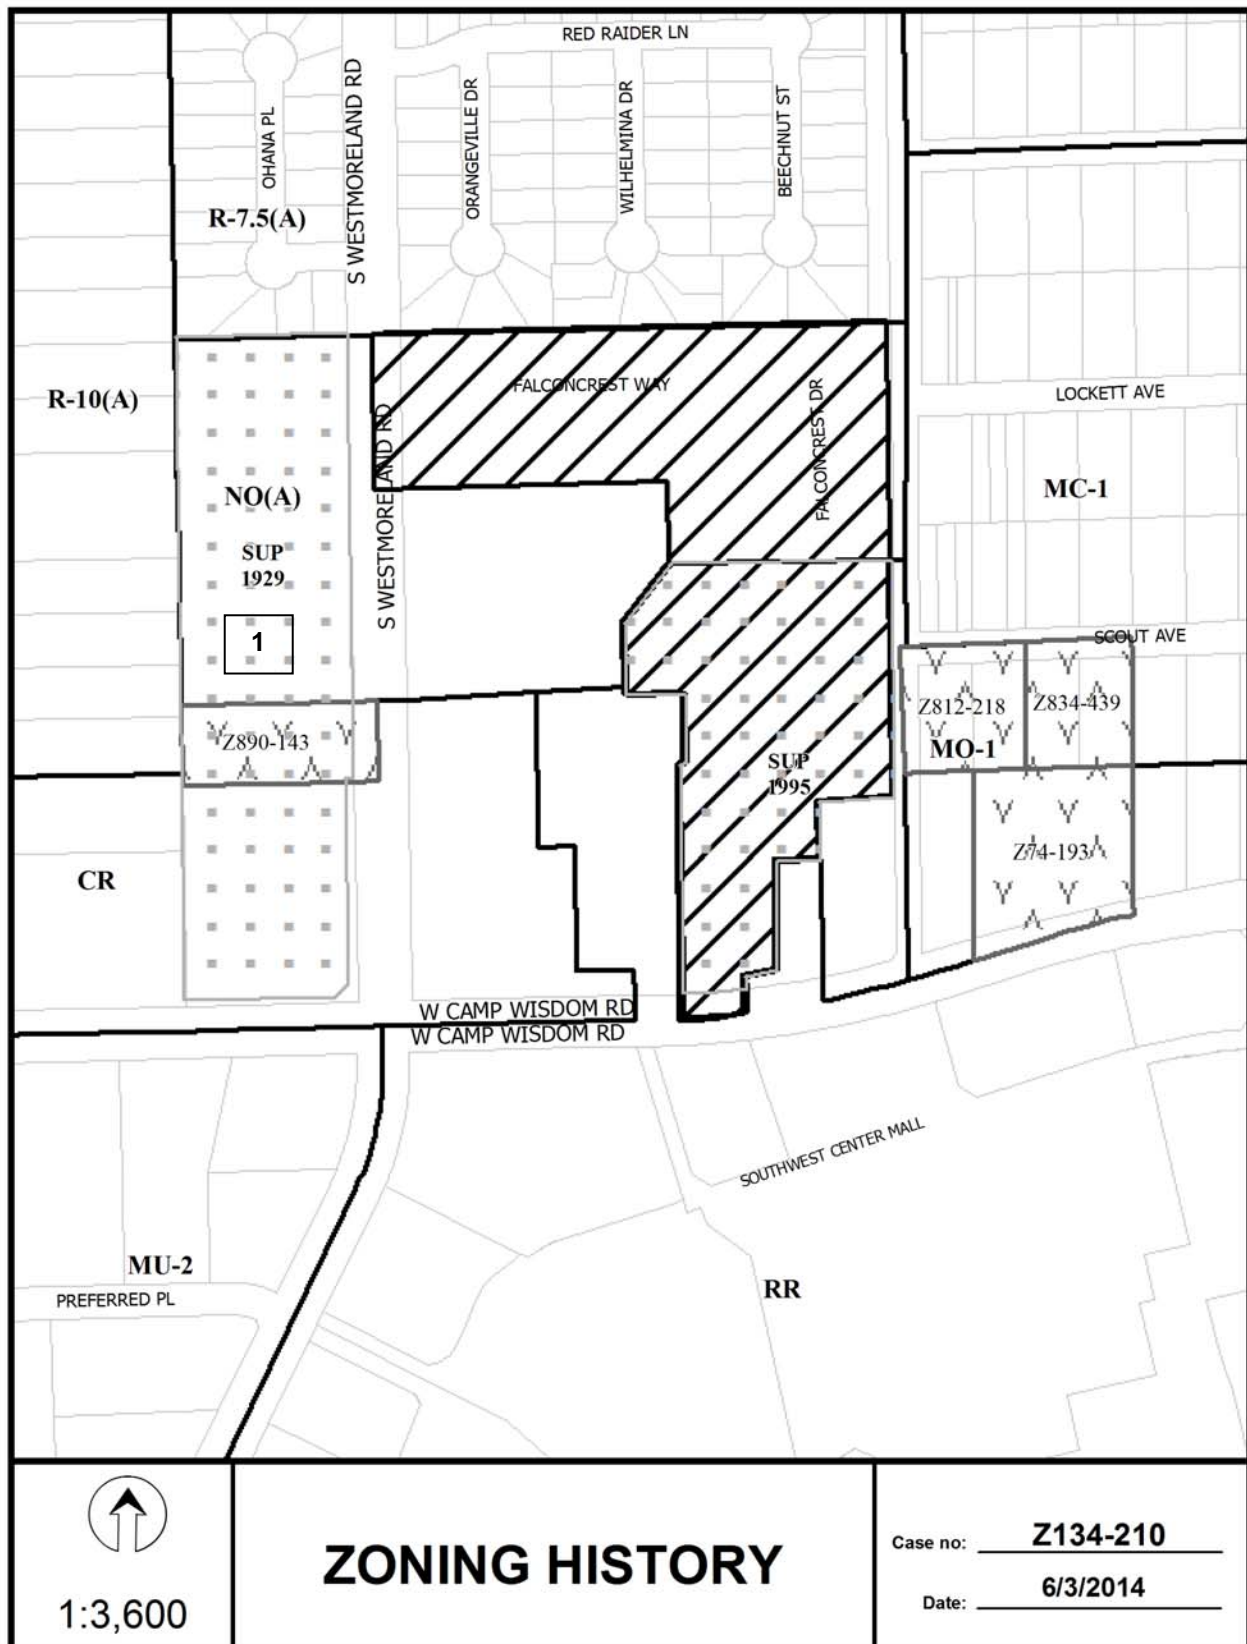 RED RAIDER LN
OHANA PL
S WESTMORELAND RD
ORANGEVILLE DR
WILHELMINA DR
BEECHNUT ST
R-7.5(A)
R-10(A)
FALCONCREST WAY
FALCONCREST DR
LOCKETT AVE
S WESTMORELAND RD
NO(A)
MC-1
SUP
1929
1
SCOUT AVE
Z890-143
Z812-218
Z834-439
MO-1
SUP
1995
Z74-193
CR
W CAMP WISDOM RD
W CAMP WISDOM RD
SOUTHWEST CENTER MALL
MU-2
RR
PREFERRED PL
1:3,600
ZONING HISTORY
Case no: Z134-210
Date: 6/3/2014